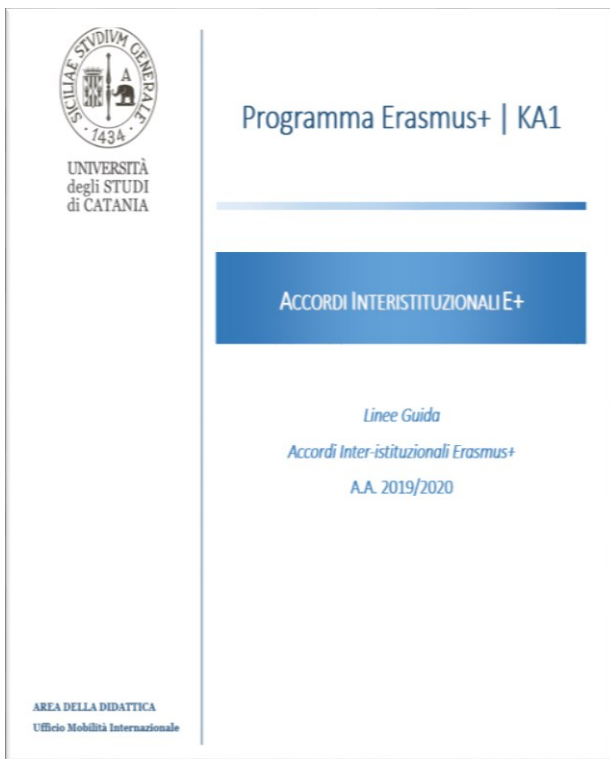 SICILIAE STVDIVM GENERALE
A
· 1434 ·
UNIVERSITÀ
degli STUDI
di CATANIA
Programma Erasmus+ | KA1
ACCORDI INTERISTITUZIONALI E+
Linee Guida
Accordi Inter-istituzionali Erasmus+
A.A. 2019/2020
AREA DELLA DIDATTICA
Ufficio Mobilità Internazionale